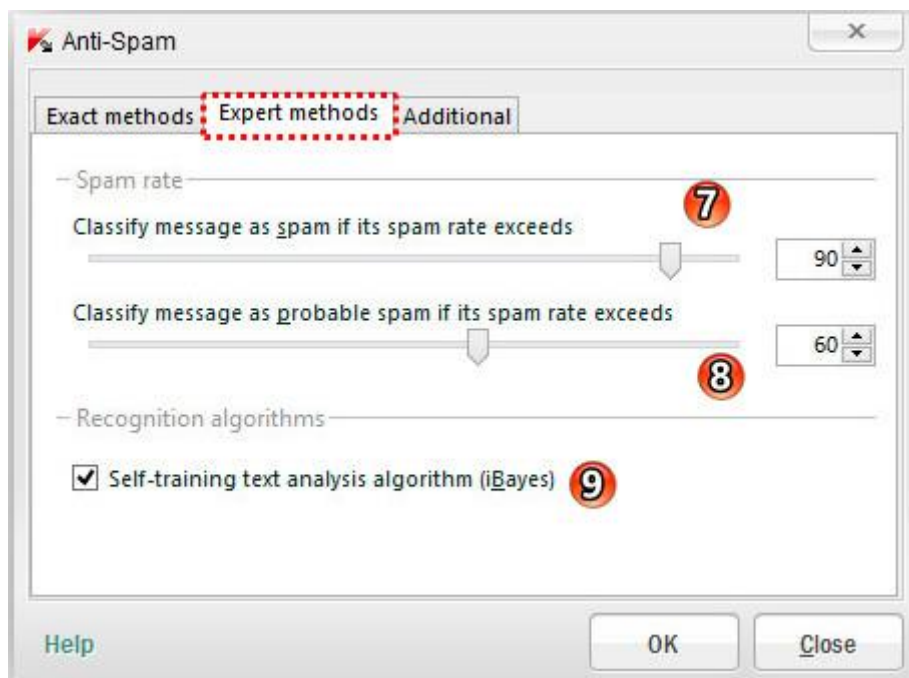 Anti-Spam
Exact methods Expert methods Additional
Spam rate
7
Classify message as spam if its spam rate exceeds
90
Classify message as probable spam if its spam rate exceeds
60
8
Recognition algorithms
Self-training text analysis algorithm (iBayes) 9
Help OK Close